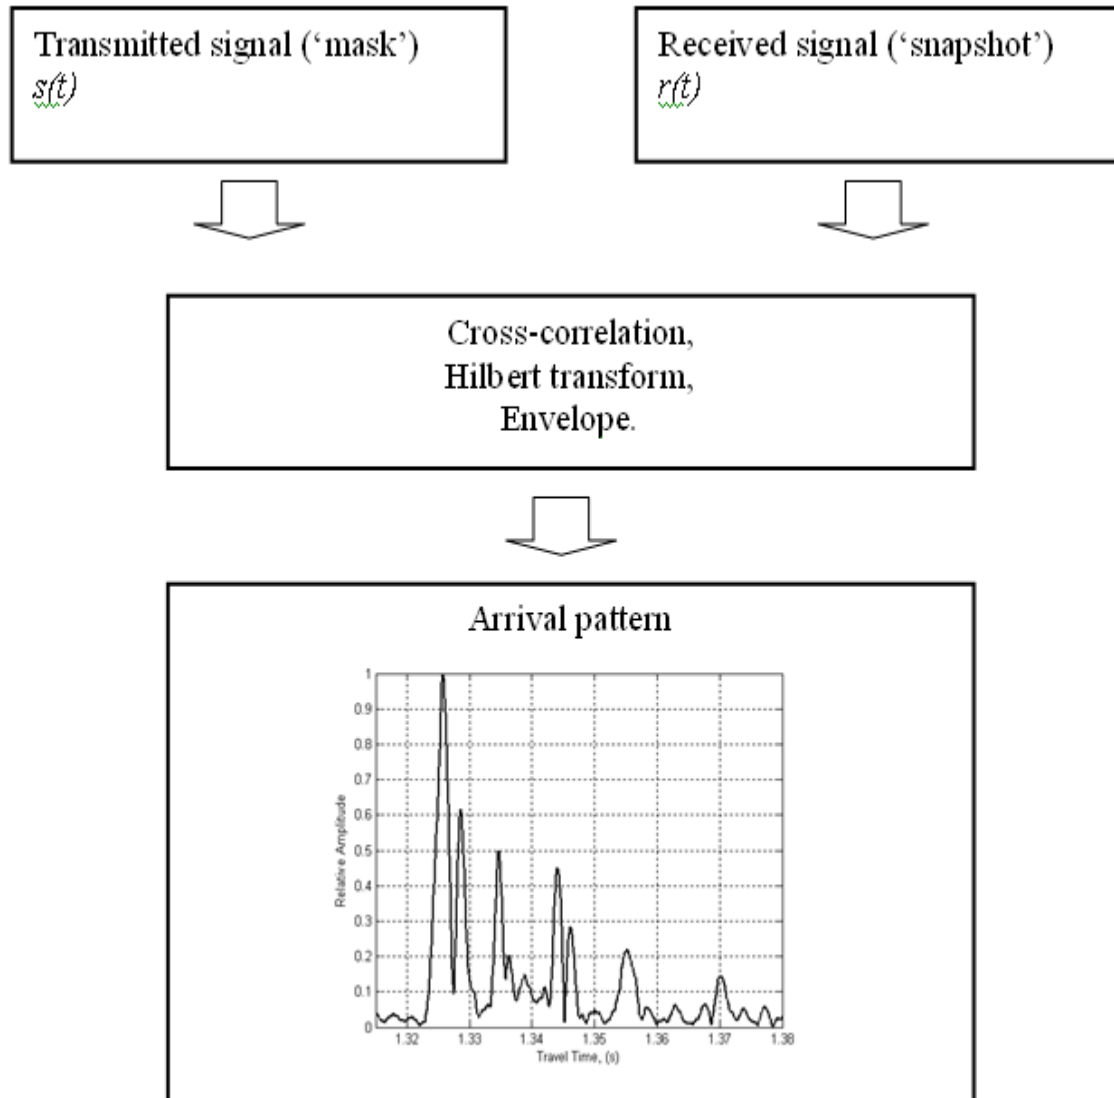 Transmitted signal (‘mask’)
s(t)
Received signal (‘snapshot’)
r(t)
Cross-correlation,
Hilbert transform,
Envelope.
Arrival pattern
1
0.9
0.8
0.7
0.6
0.5
0.4
0.3
0.2
0.1
0
Relative Amplitude
1.32 1.33 1.34 1.35 1.36 1.37 1.38
Travel Time, (s)